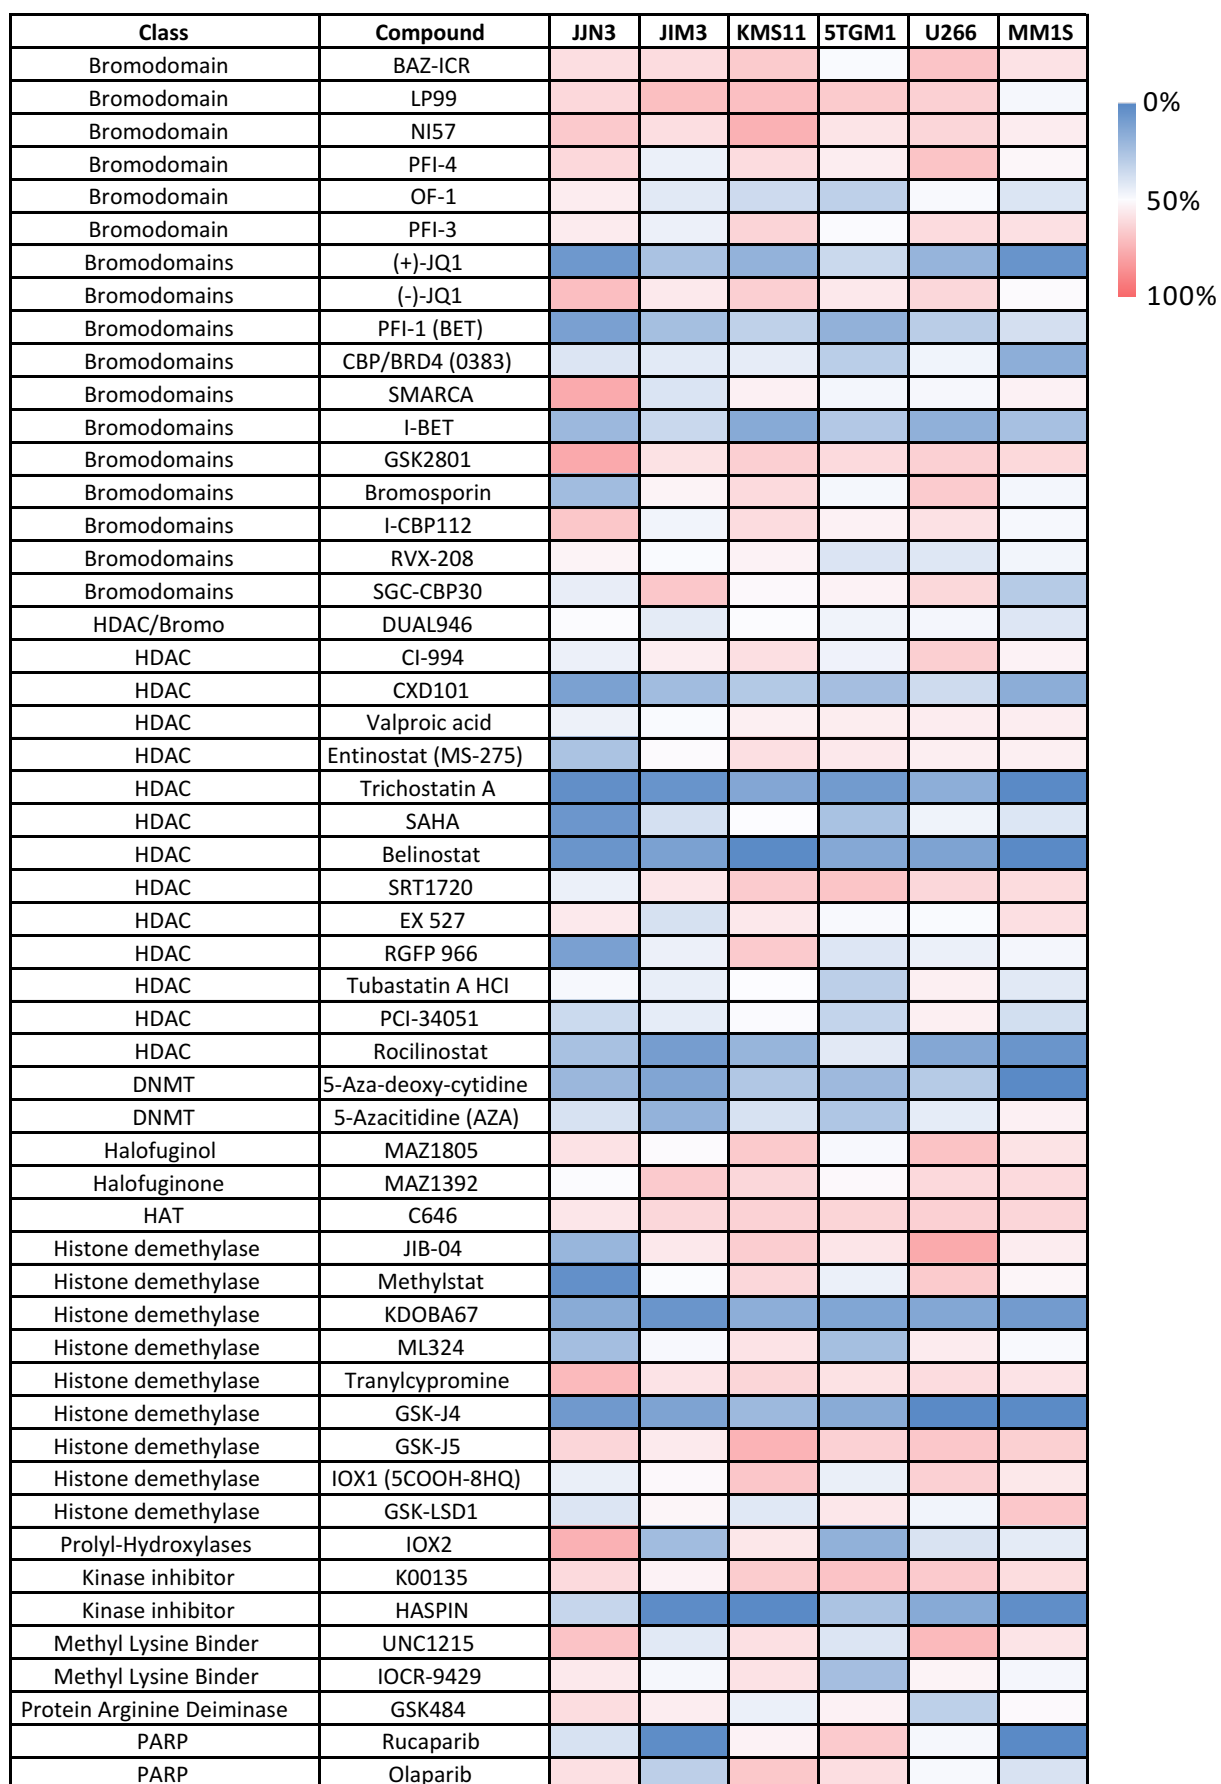 Class Compound JJN3 JIM3 KMS11 5TGM1 U266 MM1S
Bromodomain BAZ-ICR
Bromodomain LP99
0%
Bromodomain NI57
Bromodomain PFI-4
Bromodomain OF-1
50%
Bromodomain PFI-3
Bromodomains (+)-JQ1
Bromodomains (-)-JQ1
100%
Bromodomains PFI-1 (BET)
Bromodomains CBP/BRD4 (0383)
Bromodomains SMARCA
Bromodomains I-BET
Bromodomains GSK2801
Bromodomains Bromosporin
Bromodomains I-CBP112
Bromodomains RVX-208
Bromodomains SGC-CBP30
HDAC/Bromo DUAL946
HDAC CI-994
HDAC CXD101
HDAC Valproic acid
HDAC Entinostat (MS-275)
HDAC Trichostatin A
HDAC SAHA
HDAC Belinostat
HDAC SRT1720
HDAC EX 527
HDAC RGFP 966
HDAC Tubastatin A HCI
HDAC PCI-34051
HDAC Rocilinostat
DNMT 5-Aza-deoxy-cytidine
DNMT 5-Azacitidine (AZA)
Halofuginol MAZ1805
Halofuginone MAZ1392
HAT C646
Histone demethylase JIB-04
Histone demethylase Methylstat
Histone demethylase KDOBA67
Histone demethylase ML324
Histone demethylase Tranylcypromine
Histone demethylase GSK-J4
Histone demethylase GSK-J5
Histone demethylase IOX1 (5COOH-8HQ)
Histone demethylase GSK-LSD1
Prolyl-Hydroxylases IOX2
Kinase inhibitor K00135
Kinase inhibitor HASPIN
Methyl Lysine Binder UNC1215
Methyl Lysine Binder IOCR-9429
Protein Arginine Deiminase GSK484
PARP Rucaparib
PARP Olaparib